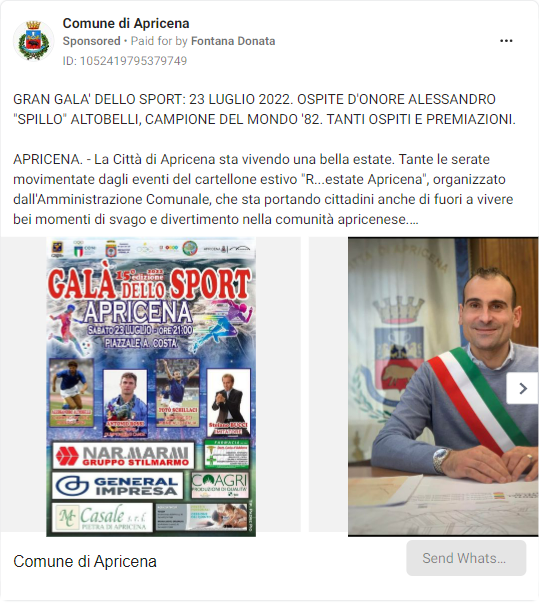 Comune di Apricena
Sponsored • Paid for by Fontana Donata
ID: 1052419795379749
GRAN GALA' DELLO SPORT: 23 LUGLIO 2022. OSPITE D'ONORE ALESSANDRO
"SPILLO" ALTOBELLI, CAMPIONE DEL MONDO '82. TANTI OSPITI E PREMIAZIONI.
APRICENA. - La Città di Apricena sta vivendo una bella estate. Tante le serate
movimentate dagli eventi del cartellone estivo "R...estate Apricena", organizzato
dall'Amministrazione Comunale, che sta portando cittadini anche di fuori a vivere
bei momenti di svago e divertimento nella comunità apricenese....
GALÀ DELLO SPORT
15ª edizione
APRICENA
SABATO 23 LUGLIO - ORE 21:00
PIAZZALE A. COSTA
TOTÒ SCHILLACI
NARMARMI
GRUPPO STILMARMO
FARMACIA
GENERAL
IMPRESA
COAGRI
PRODUZIONI DI QUALITÀ
Casale s.r.l.
PIETRA DI APRICENA
Comune di Apricena
Send Whats...